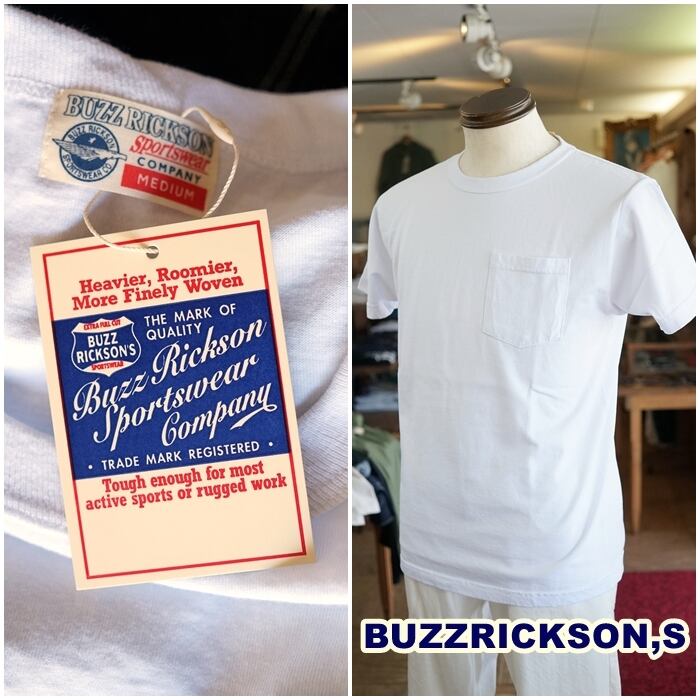 BUZZ RICKSON
BUZZ RICKSON
SPORTSWEAR CO.
Sportswear
COMPANY
MEDIUM
Heavier, Roomier,
More Finely Woven
EXTRA FULL CUT
BUZZ
RICKSON'S
SPORTSWEAR
THE MARK OF
QUALITY
Buzz Rickson
Sportswear
Company
· TRADE MARK REGISTERED ·
Tough enough for most
active sports or rugged work
BUZZRICKSON,S